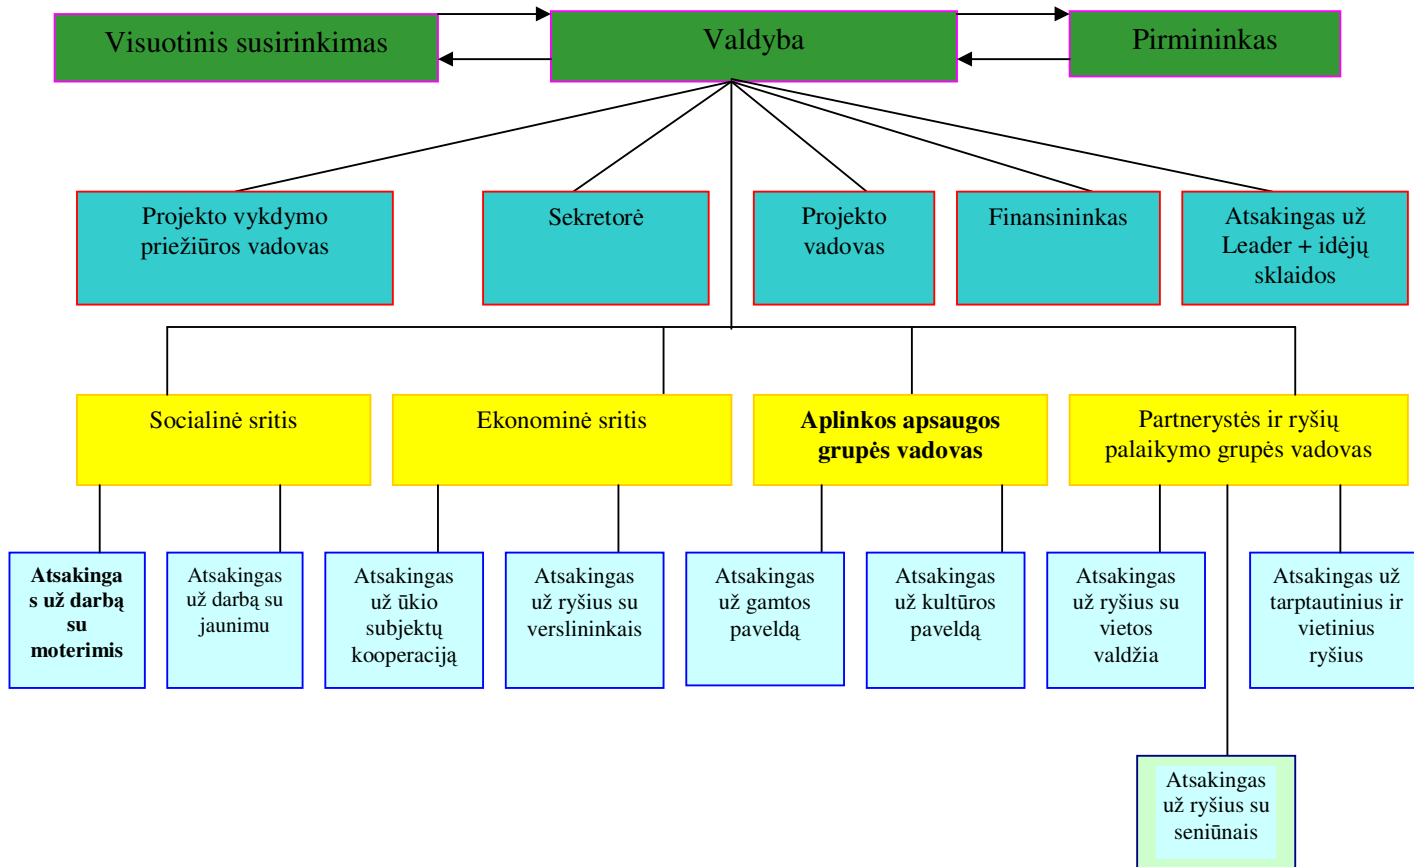 Visuotinis susirinkimas
Valdyba
Pirmininkas
Projekto vykdymo
priežiūros vadovas
Sekretorė
Projekto
vadovas
Finansininkas
Atsakingas už
Leader + idėjų
sklaidos
Socialinė sritis
Ekonominė sritis
Aplinkos apsaugos
grupės vadovas
Partnerystės ir ryšių
palaikymo grupės vadovas
Atsakinga
s už darbą
su
moterimis
Atsakingas
už darbą su
jaunimu
Atsakingas
už ūkio
subjektų
kooperaciją
Atsakingas
už ryšius su
verslininkais
Atsakingas
už gamtos
paveldą
Atsakingas
už kultūros
paveldą
Atsakingas
už ryšius su
vietos
valdžia
Atsakingas už
tarptautinius ir
vietinius
ryšius
Atsakingas
už ryšius su
seniūnais